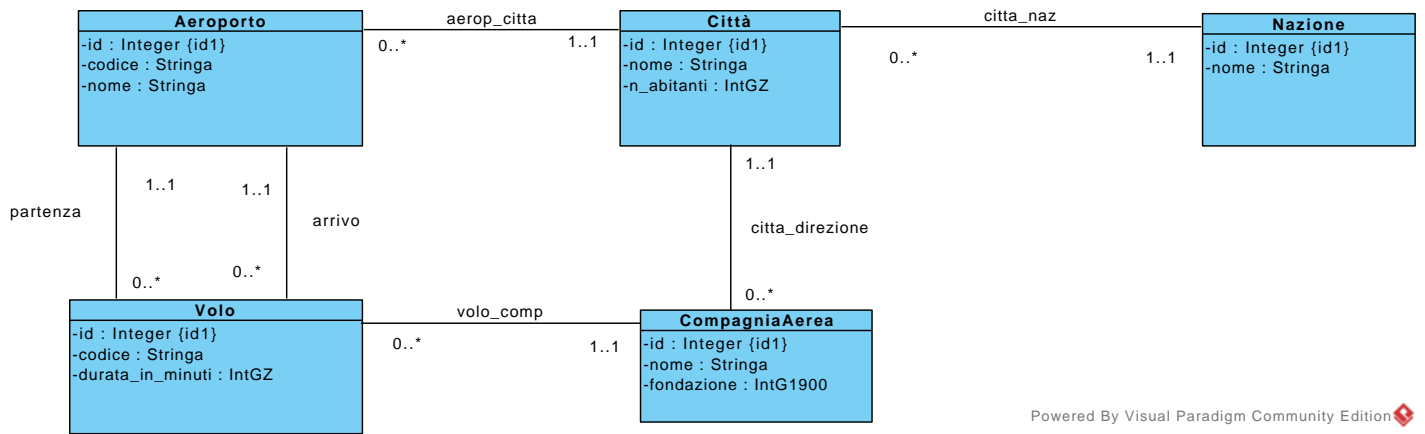 Aeroporto
-id : Integer {id1}
-codice : Stringa
-nome : Stringa
aerop_citta
0..*
1..1
Città
-id : Integer {id1}
-nome : Stringa
-n_abitanti : IntGZ
citta_naz
0..*
1..1
Nazione
-id : Integer {id1}
-nome : Stringa
1..1
1..1
1..1
partenza
arrivo
citta_direzione
0..*
0..*
0..*
Volo
-id : Integer {id1}
-codice : Stringa
-durata_in_minuti : IntGZ
volo_comp
0..*
1..1
CompagniaAerea
-id : Integer {id1}
-nome : Stringa
-fondazione : IntG1900
Powered By Visual Paradigm Community Edition